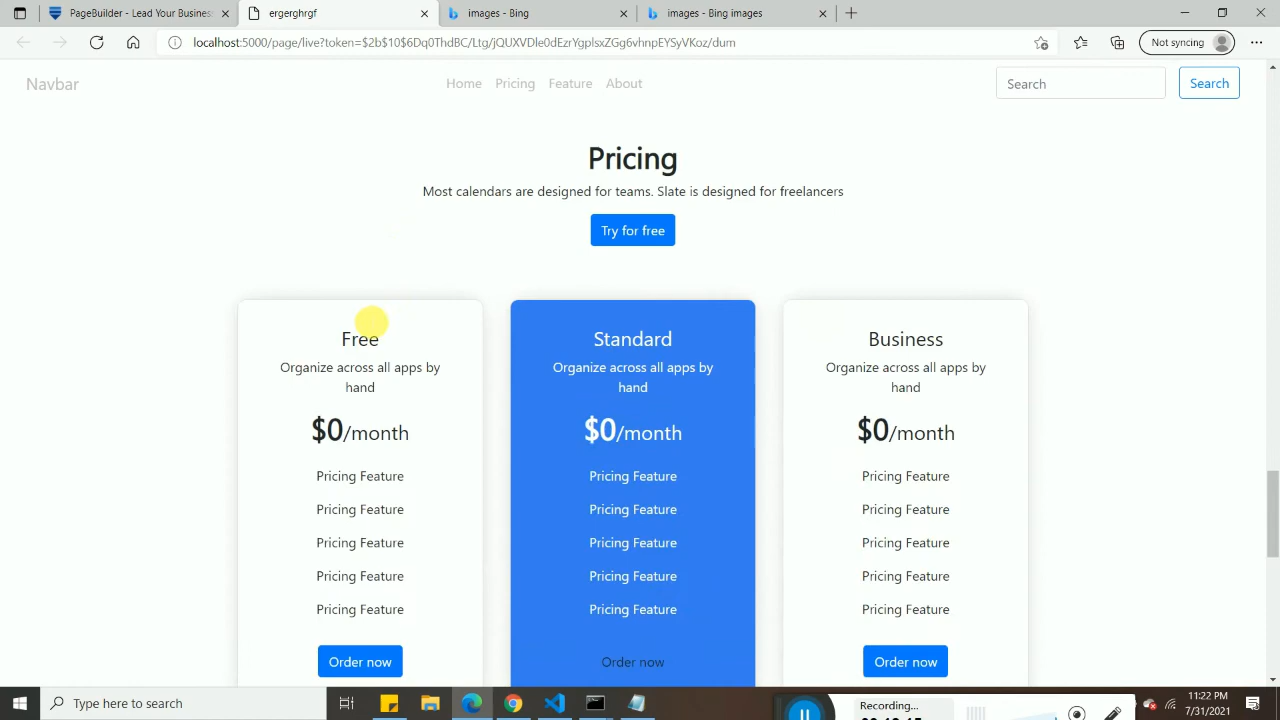 PageBuilder - Lead Your Business
ergerghrgf
images - Bing
images - Bing images
localhost:5000/page/live?token=$2b$10$6Dq0ThdBC/Ltg/jQUXVDle0dEzrYgplsxZGg6vhnpEYSyVKoz/dum
Not syncing
Navbar
Home Pricing Feature About
Search
Search
Pricing
Most calendars are designed for teams. Slate is designed for freelancers
Try for free
Free
Organize across all apps by
hand
$0/month
Pricing Feature
Pricing Feature
Pricing Feature
Pricing Feature
Pricing Feature
Order now
Standard
Organize across all apps by
hand
$0/month
Pricing Feature
Pricing Feature
Pricing Feature
Pricing Feature
Pricing Feature
Order now
Business
Organize across all apps by
hand
$0/month
Pricing Feature
Pricing Feature
Pricing Feature
Pricing Feature
Pricing Feature
Order now
Type here to search
Recording...
11:22 PM
7/31/2021